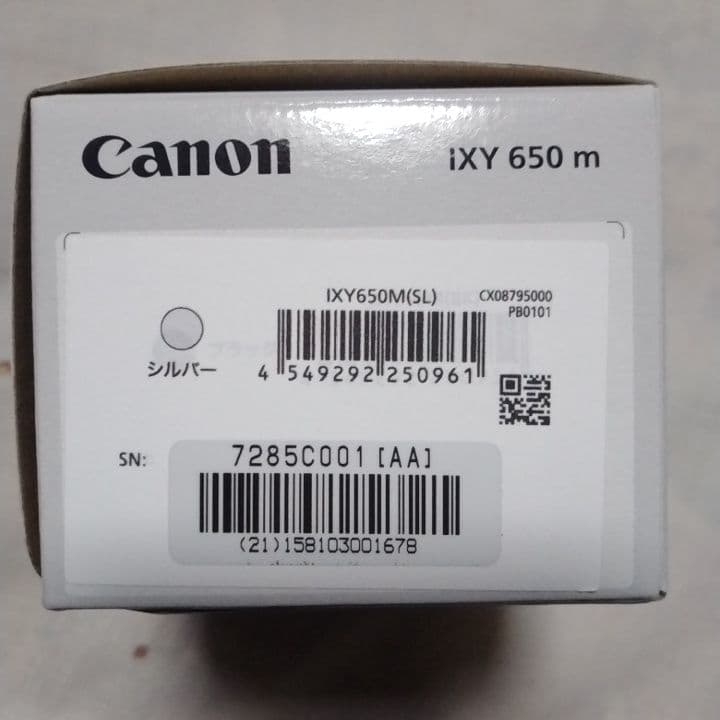 Canon
IXY 650 m
IXY650M(SL)
CX08795000
PB0101
シルバー
4 549292 250961
SN:
7285C001 [AA]
(21)158103001678